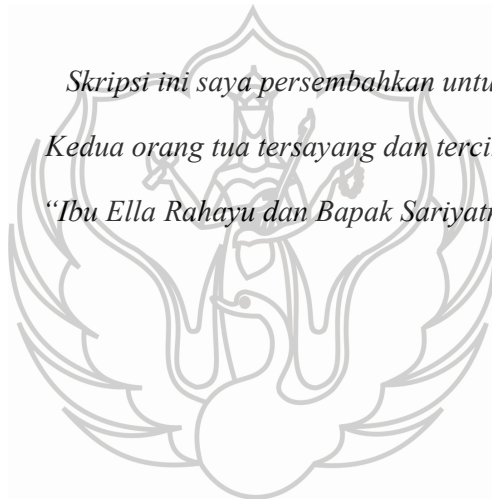 Skripsi ini saya persembahkan
Kedua orang tua tersayang dan
“Ibu Ella Rahayu dan Bapak